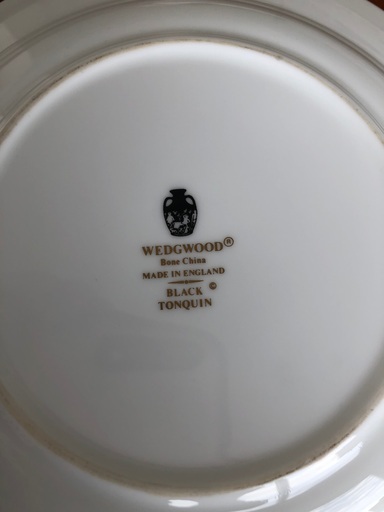 WEDGWOOD®
Bone China
MADE IN ENGLAND
BLACK ©
TONQUIN